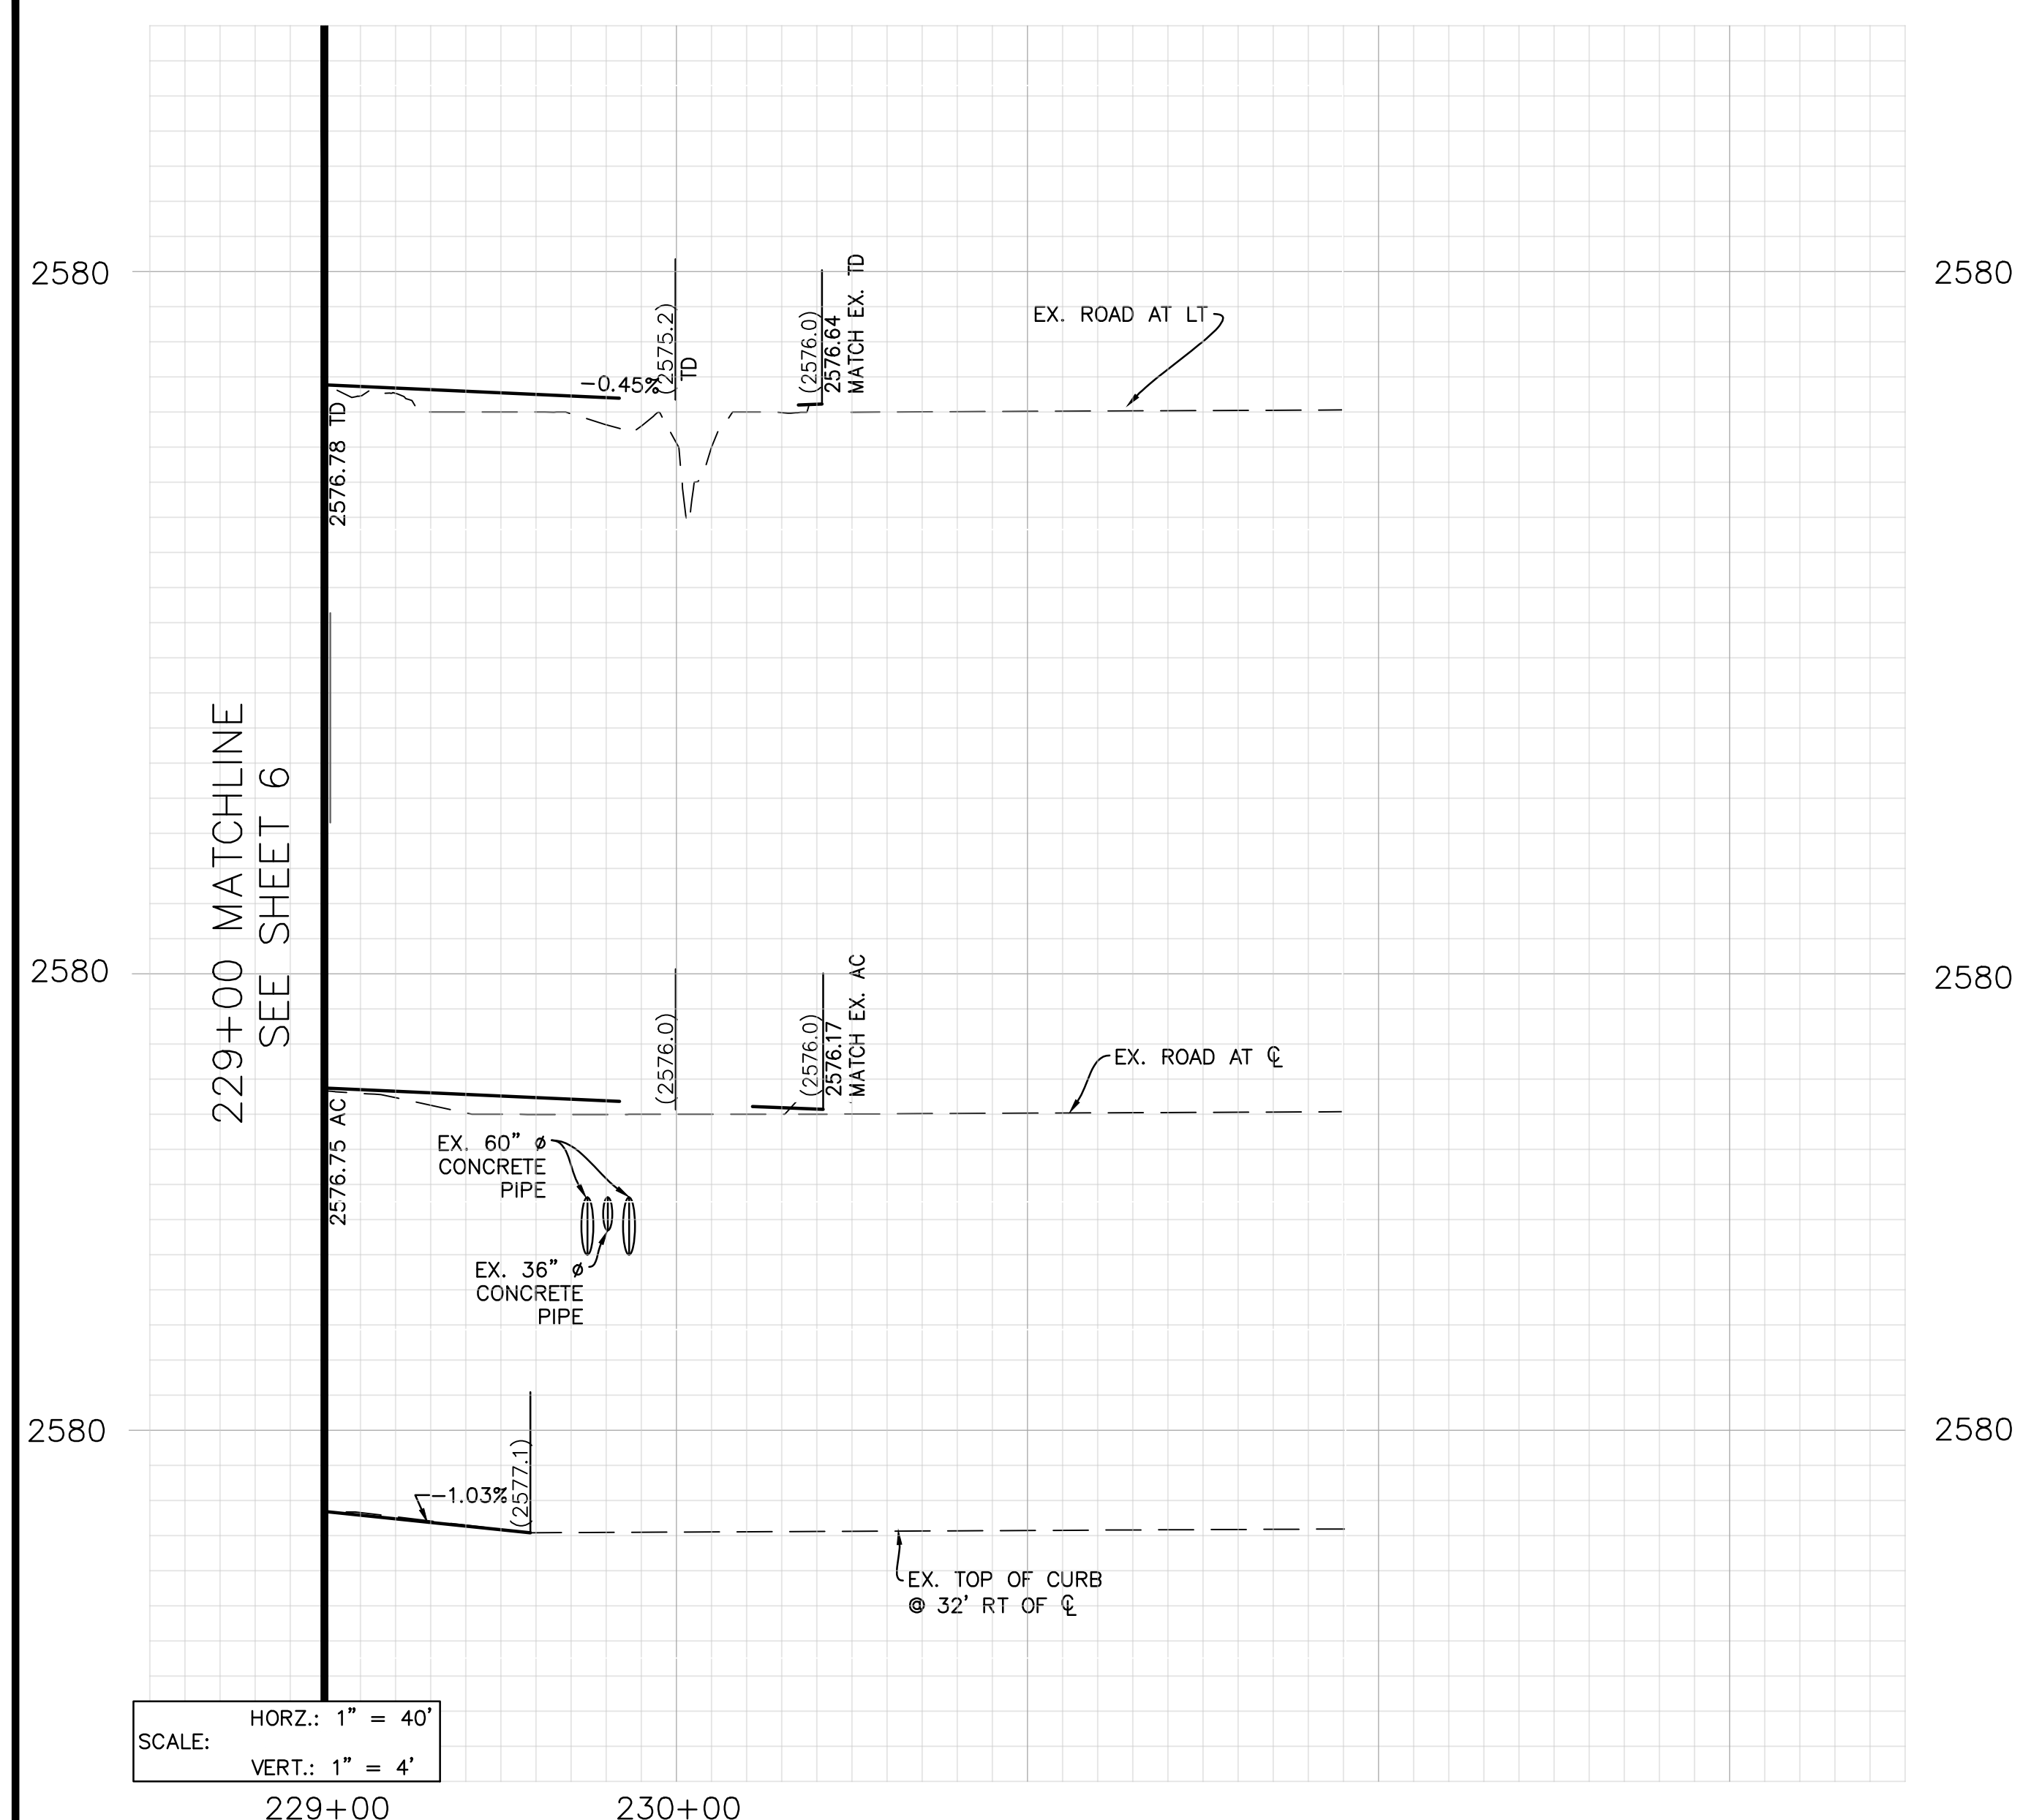 2580
2580
(2575.2)
TD
(2576.0)
2576.64
MATCH EX. TD
EX. ROAD AT LT
-0.45%
2576.78 TD
229+00 MATCHLINE
SEE SHEET 6
2580
2580
(2576.0)
(2576.0)
2576.17
MATCH EX. AC
EX. ROAD AT ℄
2576.75 AC
EX. 60" ø
CONCRETE
PIPE
EX. 36" ø
CONCRETE
PIPE
2580
2580
-1.03%
(2577.1)
EX. TOP OF CURB
@ 32' RT OF ℄
SCALE:
HORZ.: 1" = 40'
VERT.: 1" = 4'
229+00
230+00